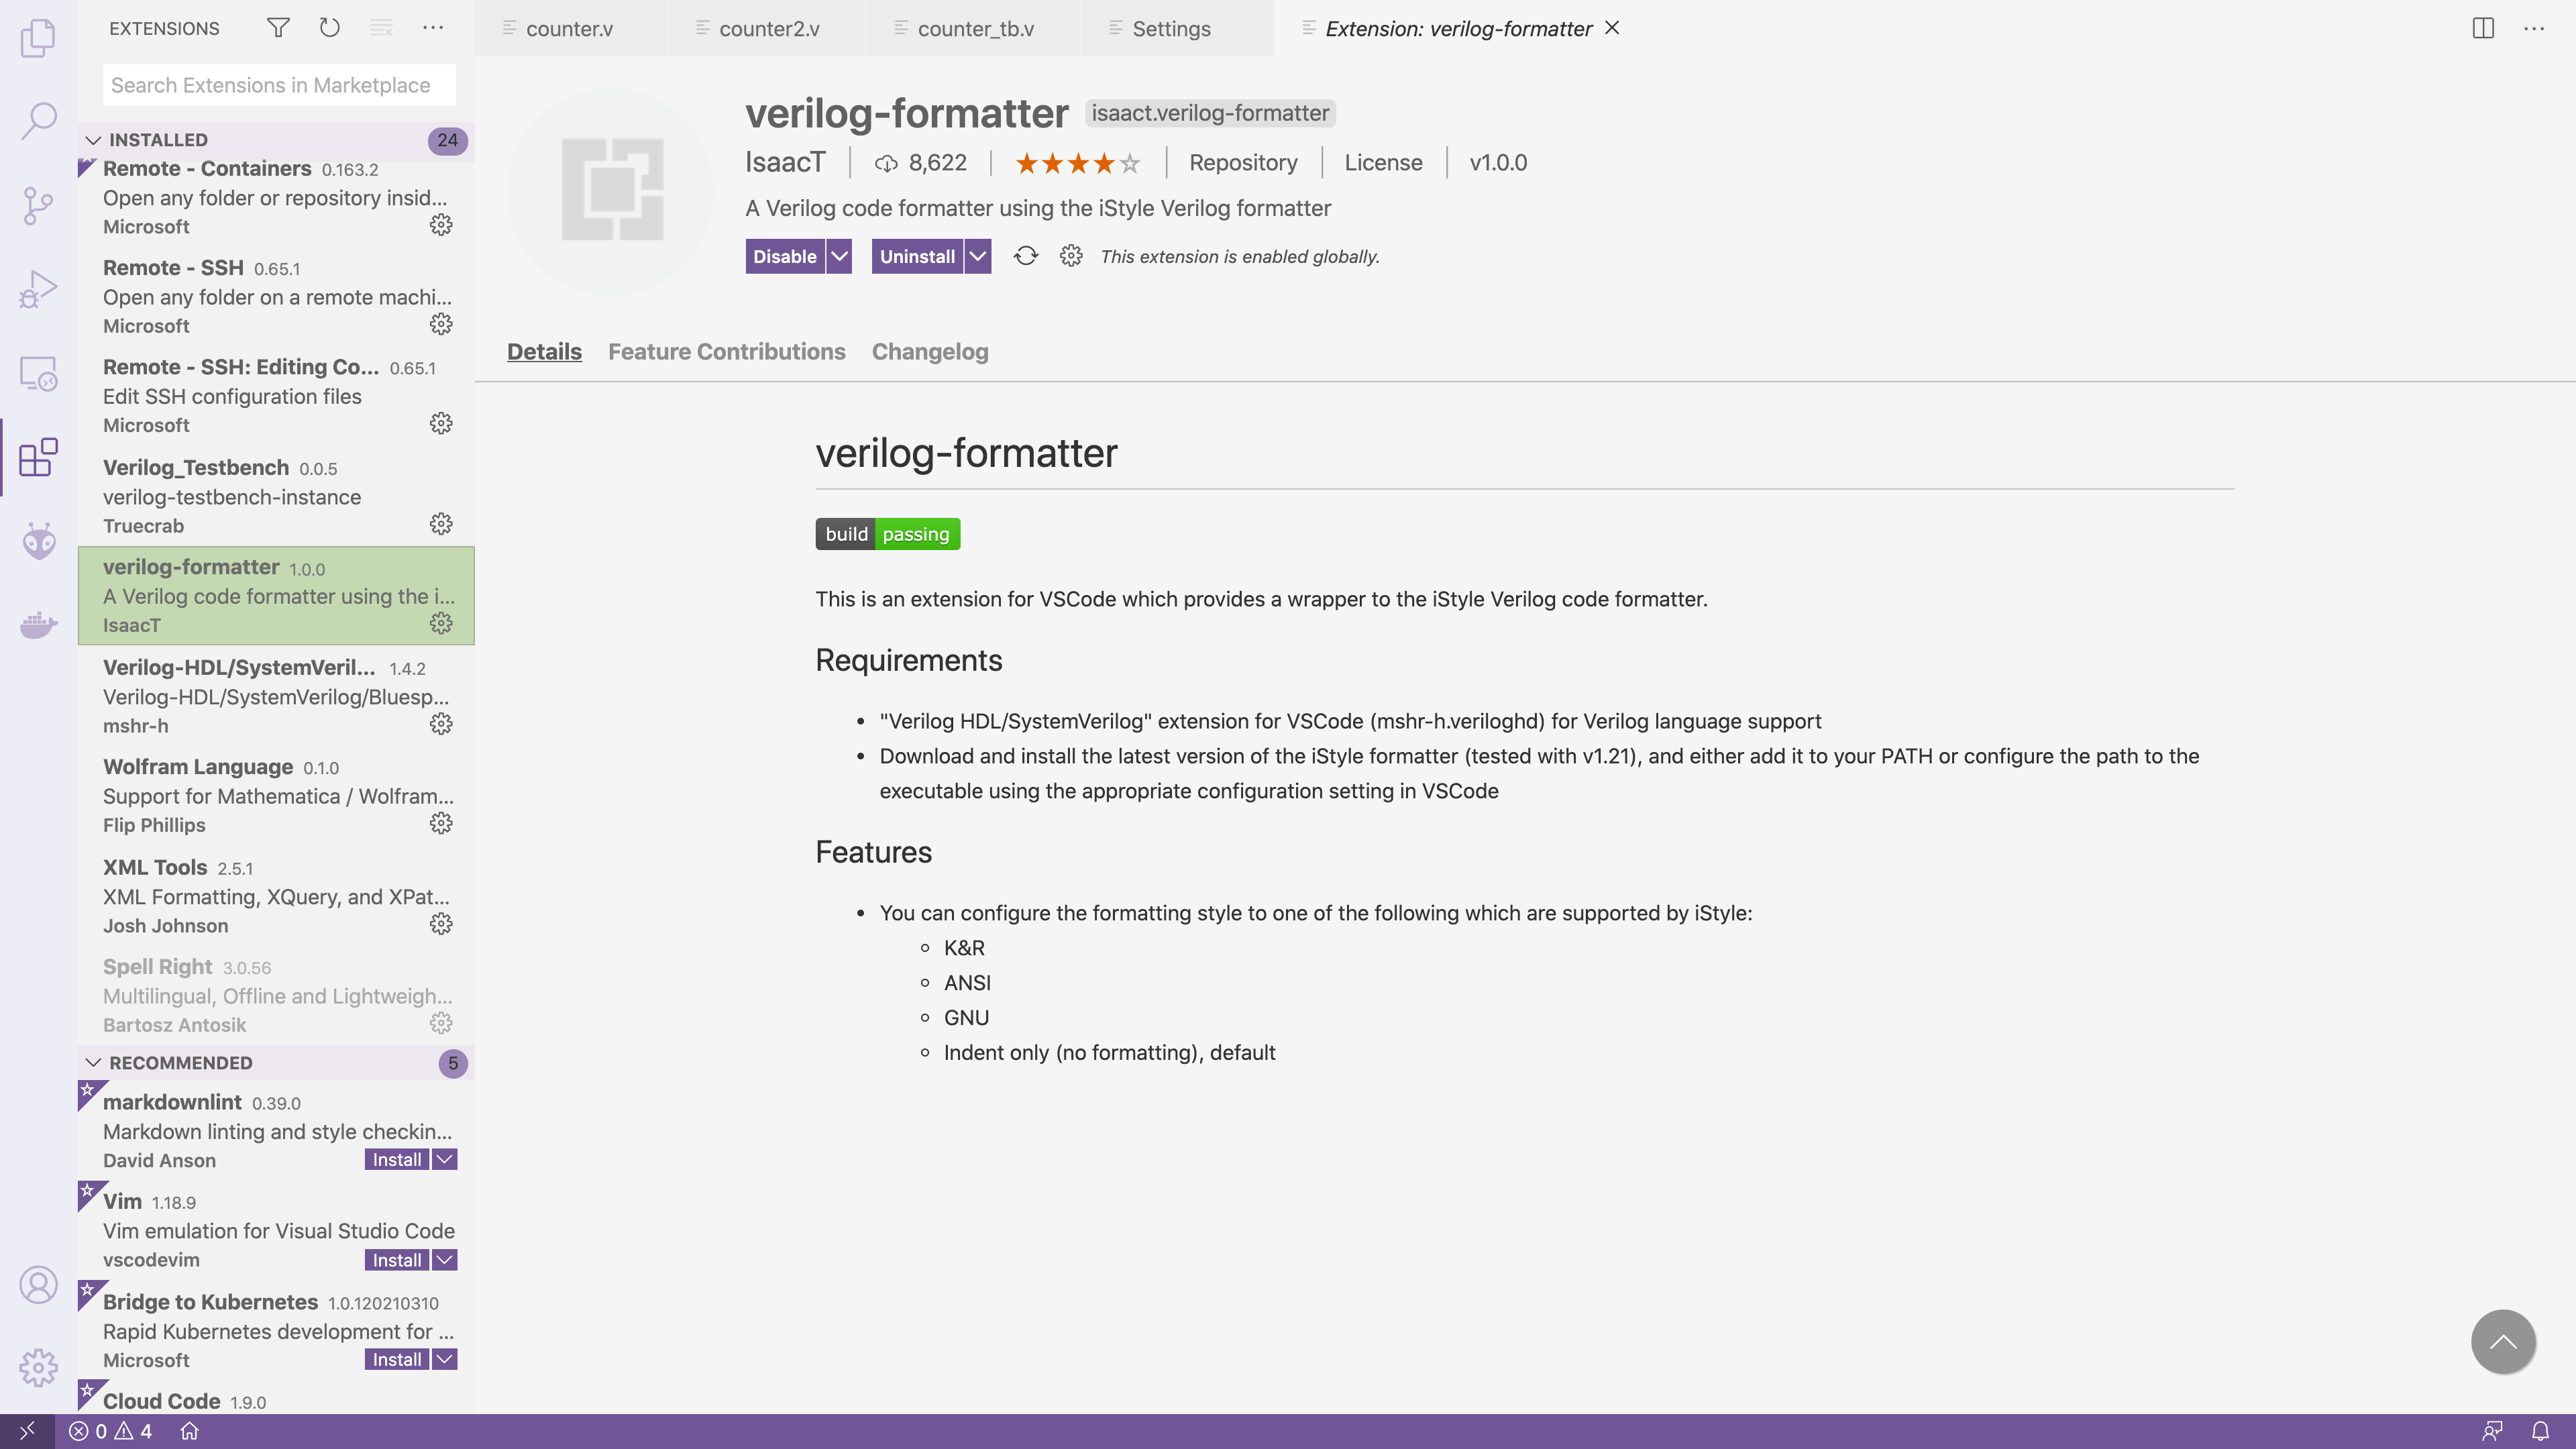 EXTENSIONS
counter.v
counter2.v
counter_tb.v
Settings
Extension: verilog-formatter
Search Extensions in Marketplace
INSTALLED 24
Remote - Containers 0.163.2
Open any folder or repository insid...
Microsoft
Remote - SSH 0.65.1
Open any folder on a remote machi...
Microsoft
Remote - SSH: Editing Co... 0.65.1
Edit SSH configuration files
Microsoft
Verilog_Testbench 0.0.5
verilog-testbench-instance
Truecrab
verilog-formatter 1.0.0
A Verilog code formatter using the i...
IsaacT
Verilog-HDL/SystemVeril... 1.4.2
Verilog-HDL/SystemVerilog/Bluesp...
mshr-h
Wolfram Language 0.1.0
Support for Mathematica / Wolfram...
Flip Phillips
XML Tools 2.5.1
XML Formatting, XQuery, and XPat...
Josh Johnson
Spell Right 3.0.56
Multilingual, Offline and Lightweigh...
Bartosz Antosik
RECOMMENDED 5
markdownlint 0.39.0
Markdown linting and style checkin...
David Anson Install
Vim 1.18.9
Vim emulation for Visual Studio Code
vscodevim Install
Bridge to Kubernetes 1.0.120210310
Rapid Kubernetes development for ...
Microsoft Install
Cloud Code 1.9.0
verilog-formatter isaact.verilog-formatter
IsaacT 8,622 Repository License v1.0.0
A Verilog code formatter using the iStyle Verilog formatter
Disable Uninstall This extension is enabled globally.
Details Feature Contributions Changelog
verilog-formatter
build passing
This is an extension for VSCode which provides a wrapper to the iStyle Verilog code formatter.
Requirements
"Verilog HDL/SystemVerilog" extension for VSCode (mshr-h.veriloghd) for Verilog language support
Download and install the latest version of the iStyle formatter (tested with v1.21), and either add it to your PATH or configure the path to the
executable using the appropriate configuration setting in VSCode
Features
You can configure the formatting style to one of the following which are supported by iStyle:
K&R
ANSI
GNU
Indent only (no formatting), default
0 4